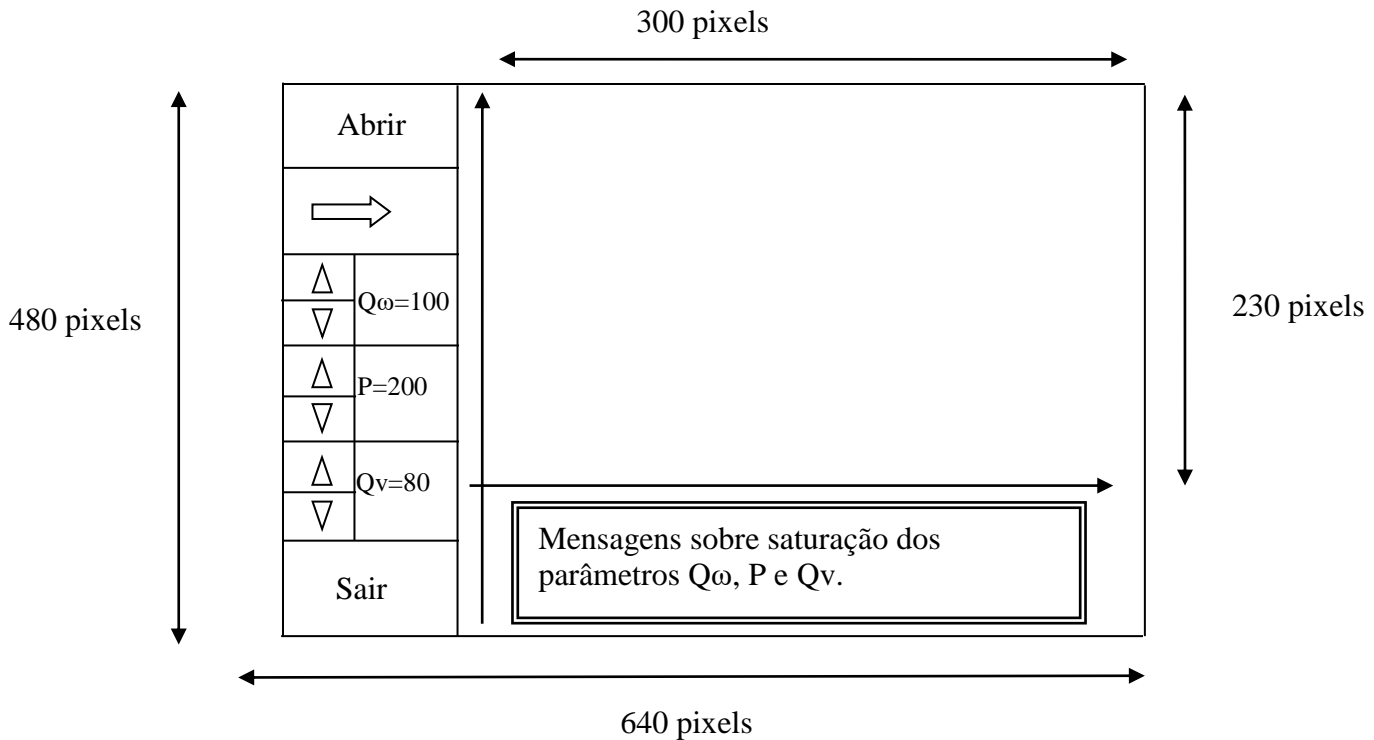 300 pixels
Abrir
480 pixels
Qω=100
230 pixels
P=200
Qv=80
Mensagens sobre saturação dos
parâmetros Qω, P e Qv.
Sair
640 pixels